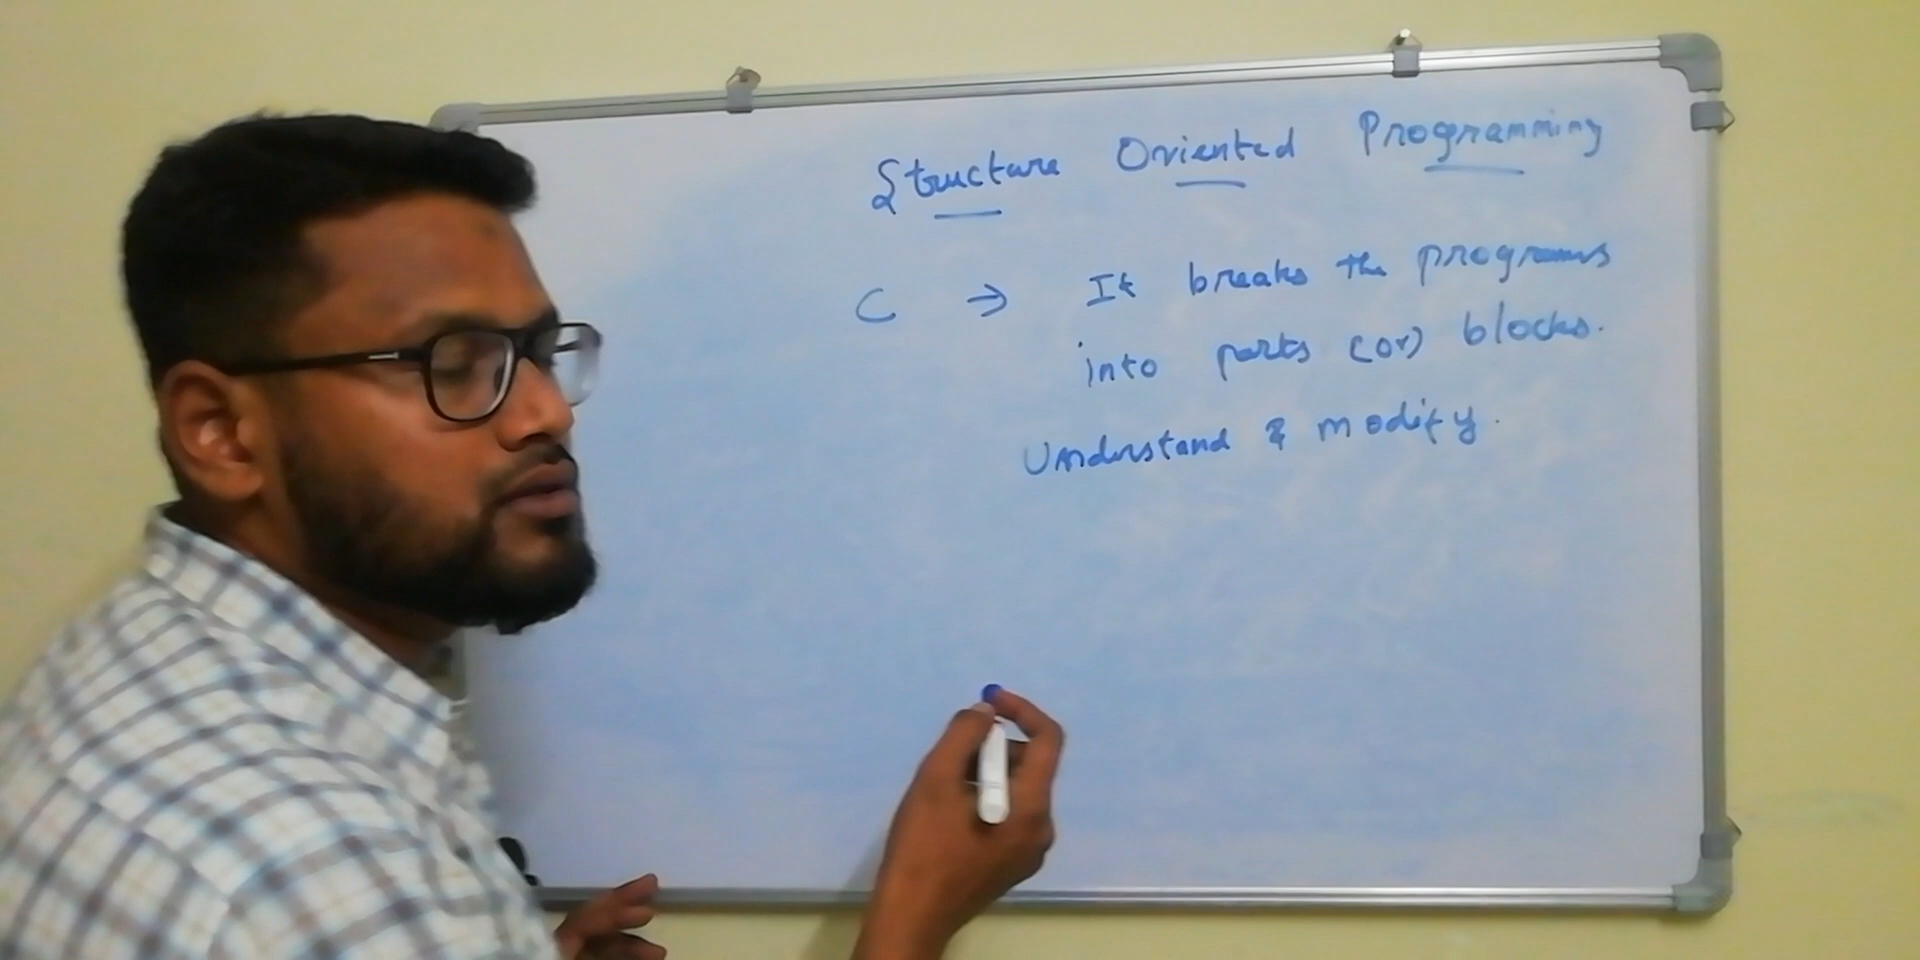 Structure Oriented Programming
C → It breaks the programs
into parts (or) blocks.
Understand & modify.